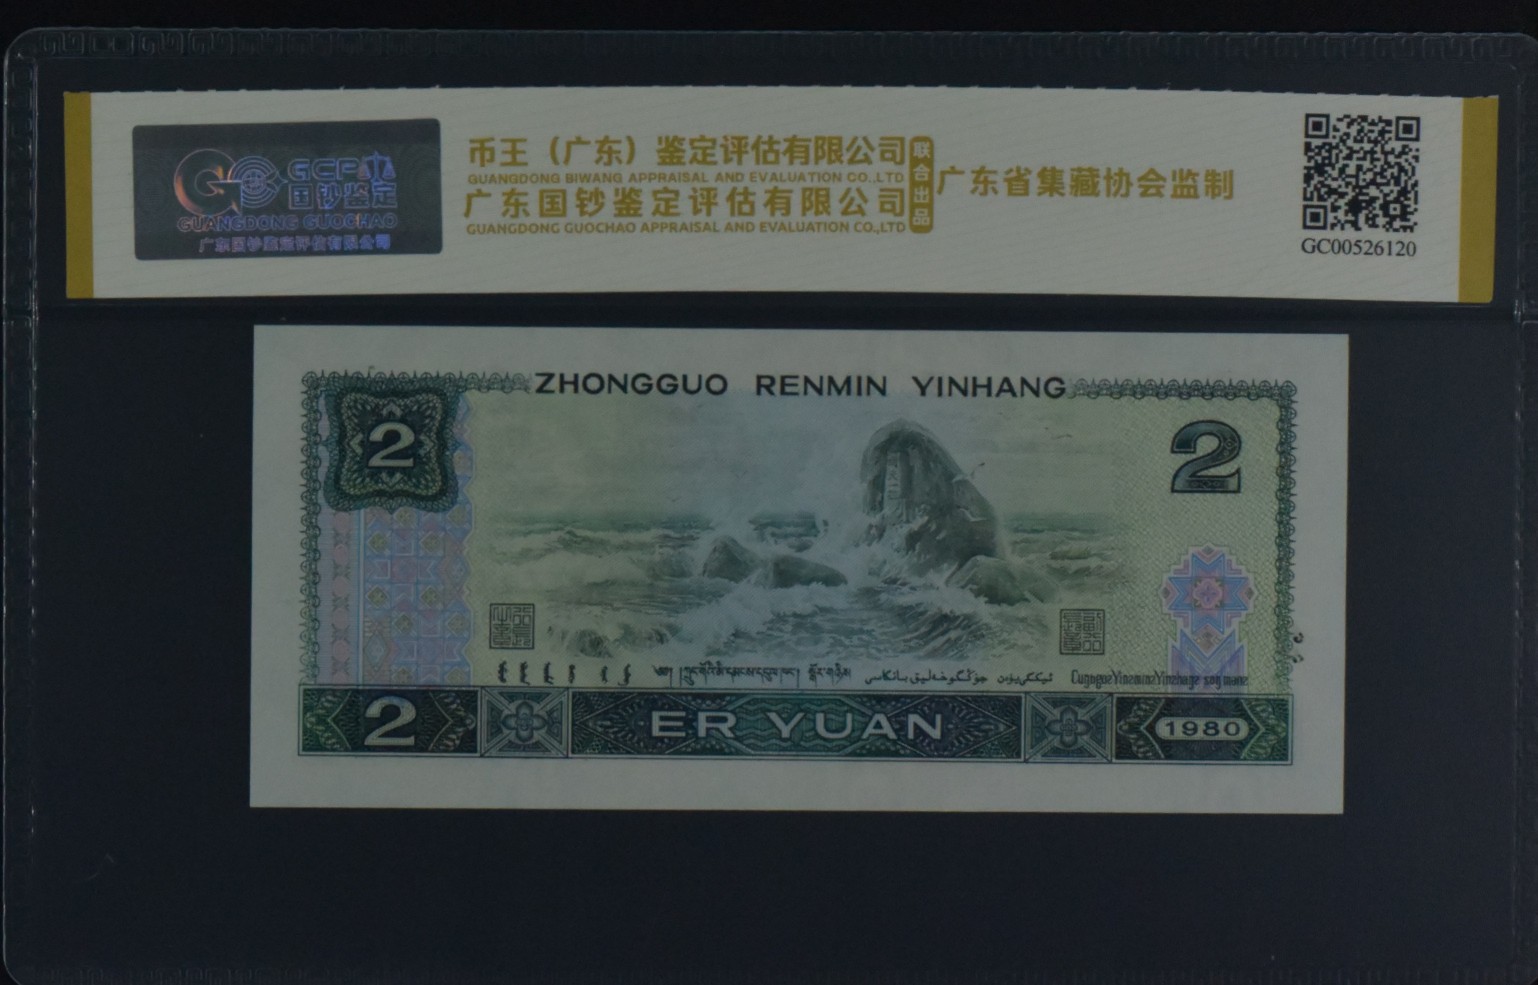 GCP
国钞鉴定
GUANGDONG GUOCHAO
广东国钞鉴定评估有限公司
币王（广东）鉴定评估有限公司
GUANGDONG BIWANG APPRAISAL AND EVALUATION CO.,LTD
广东国钞鉴定评估有限公司
GUANGDONG GUOCHAO APPRAISAL AND EVALUATION CO.,LTD
联合出品
广东省集藏协会监制
GC00526120
ZHONGGUO RENMIN YINHANG
2
2
2
ER YUAN
1980